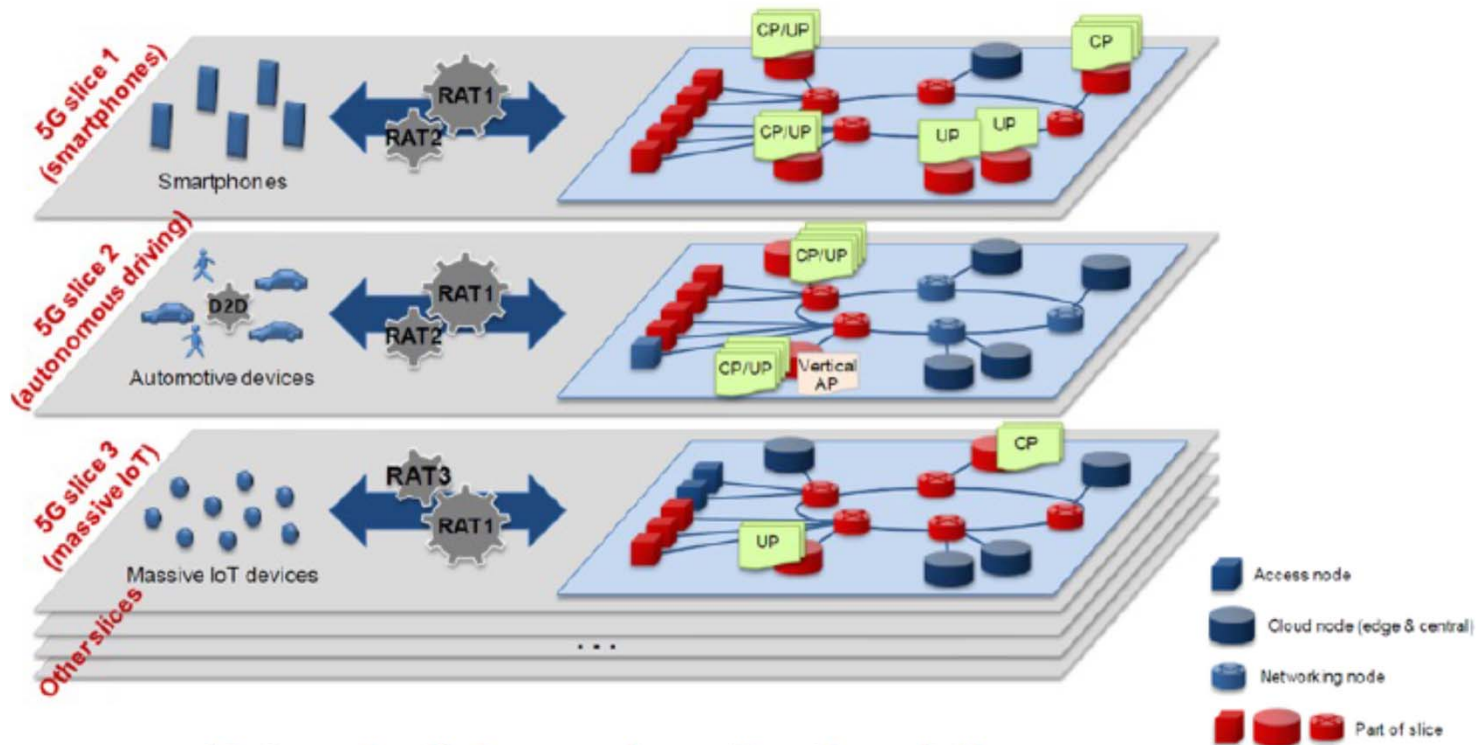 5G slice 1
(smartphones)
Smartphones
RAT1
RAT2
CP/UP
CP/UP
UP
UP
CP
5G slice 2
(autonomous driving)
D2D
Automotive devices
RAT1
RAT2
CP/UP
CP/UP
Vertical
AP
5G slice 3
(massive IoT)
Massive IoT devices
RAT3
RAT1
UP
CP
Other slices
...
Access node
Cloud node (edge & central)
Networking node
Part of slice